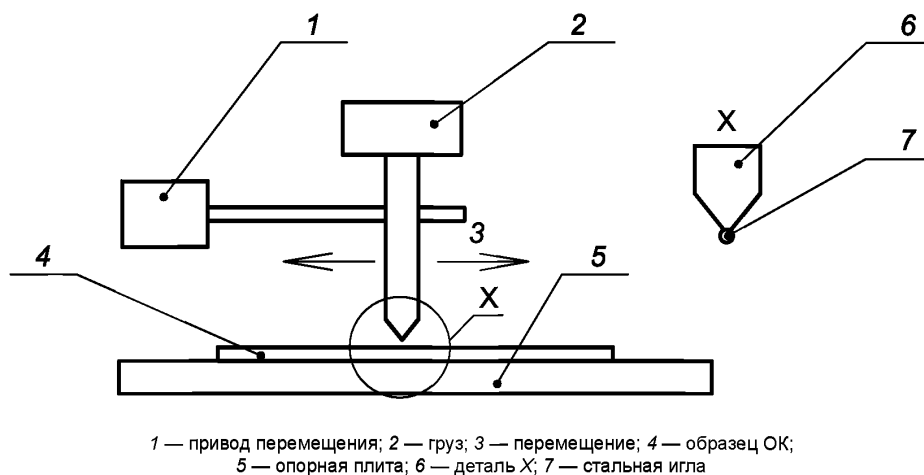 1
2
6
X
7
3
4
5
X
1 — привод перемещения; 2 — груз; 3 — перемещение; 4 — образец ОК;
5 — опорная плита; 6 — деталь X; 7 — стальная игла